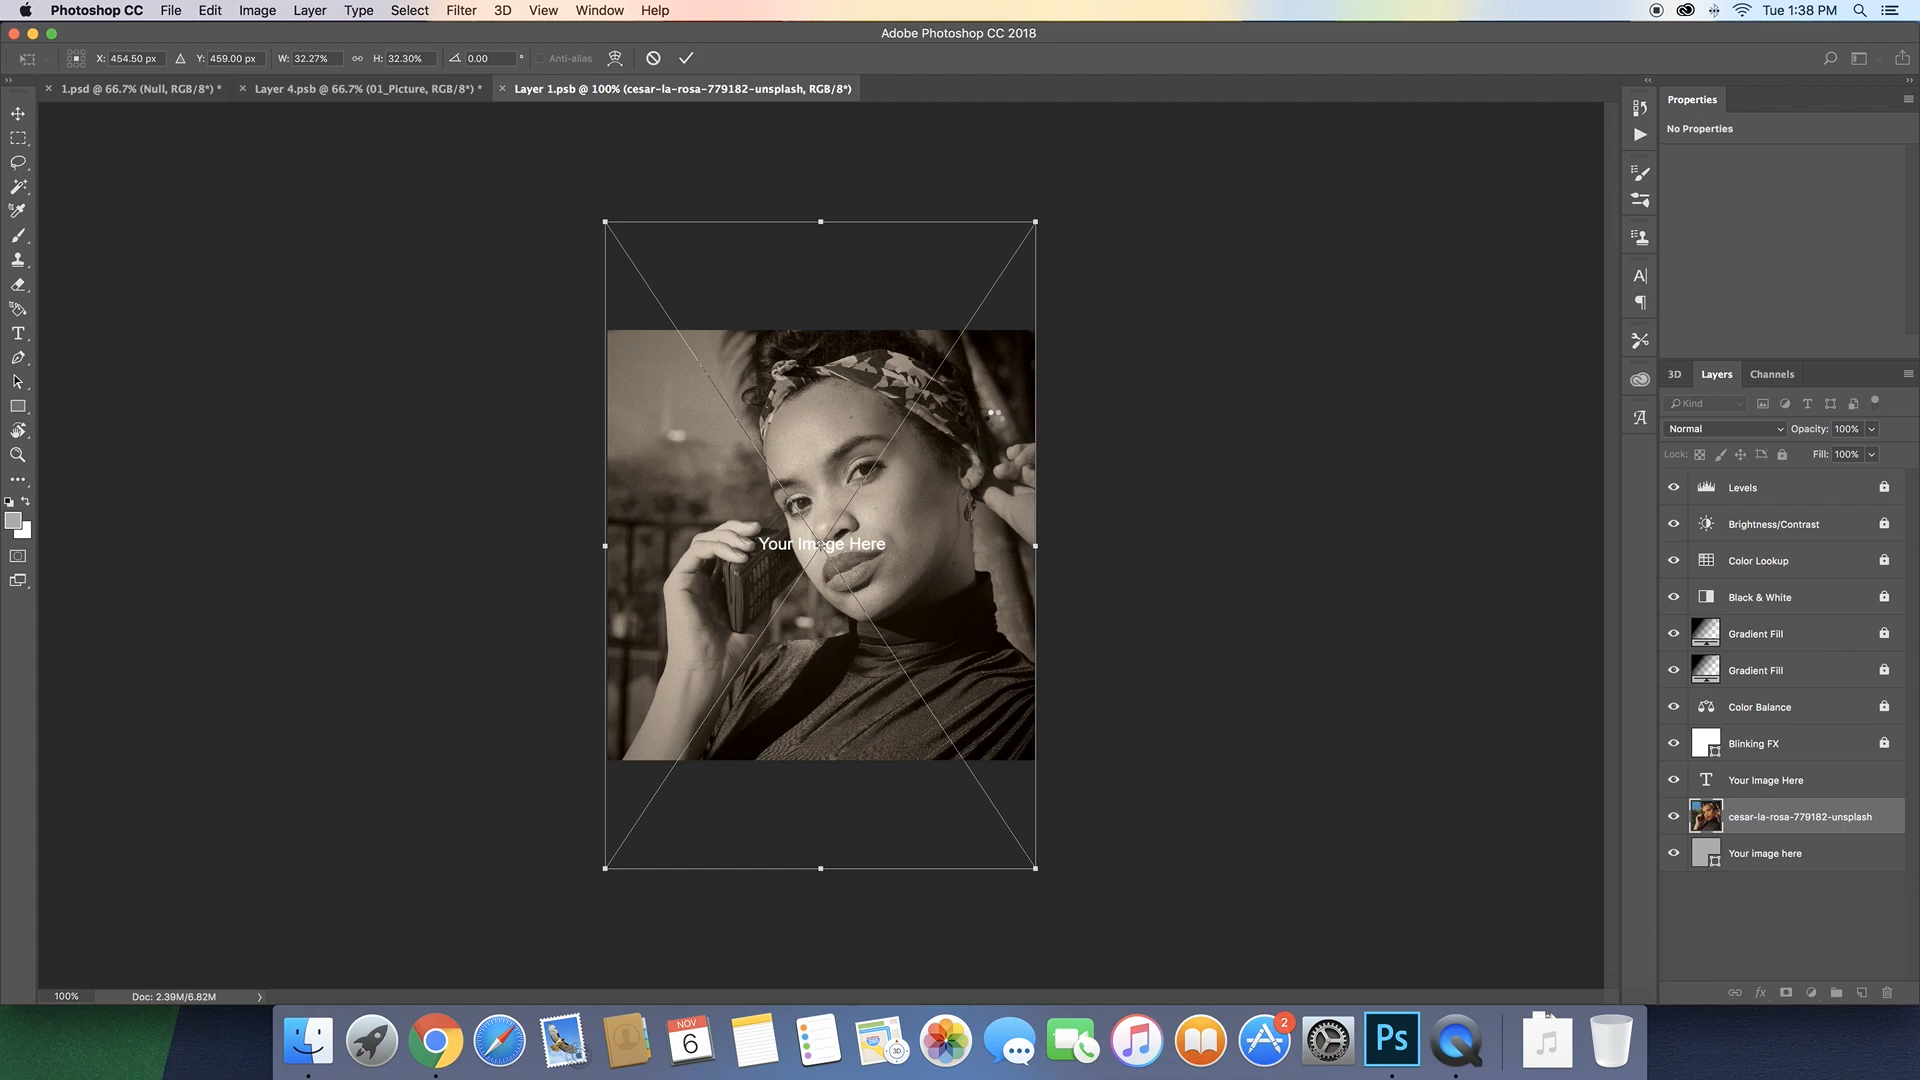 Photoshop CC File Edit Image Layer Type Select Filter 3D View Window Help Tue 1:38 PM
Adobe Photoshop CC 2018
X: 454.50 px Y: 459.00 px W: 32.27% H: 32.30% 0.00 ° Anti-alias
1.psd @ 66.7% (Null, RGB/8*) * Layer 4.psb @ 66.7% (01_Picture, RGB/8*) * Layer 1.psb @ 100% (cesar-la-rosa-779182-unsplash, RGB/8*)
Properties
No Properties
3D Layers Channels
Kind
Normal Opacity: 100%
Lock: Fill: 100%
Levels
Brightness/Contrast
Color Lookup
Black & White
Gradient Fill
Gradient Fill
Color Balance
Blinking FX
Your Image Here
cesar-la-rosa-779182-unsplash
Your image here
fx
Your Image Here
100% Doc: 2.39M/6.82M
NOV
6
280
3D
2
Ps